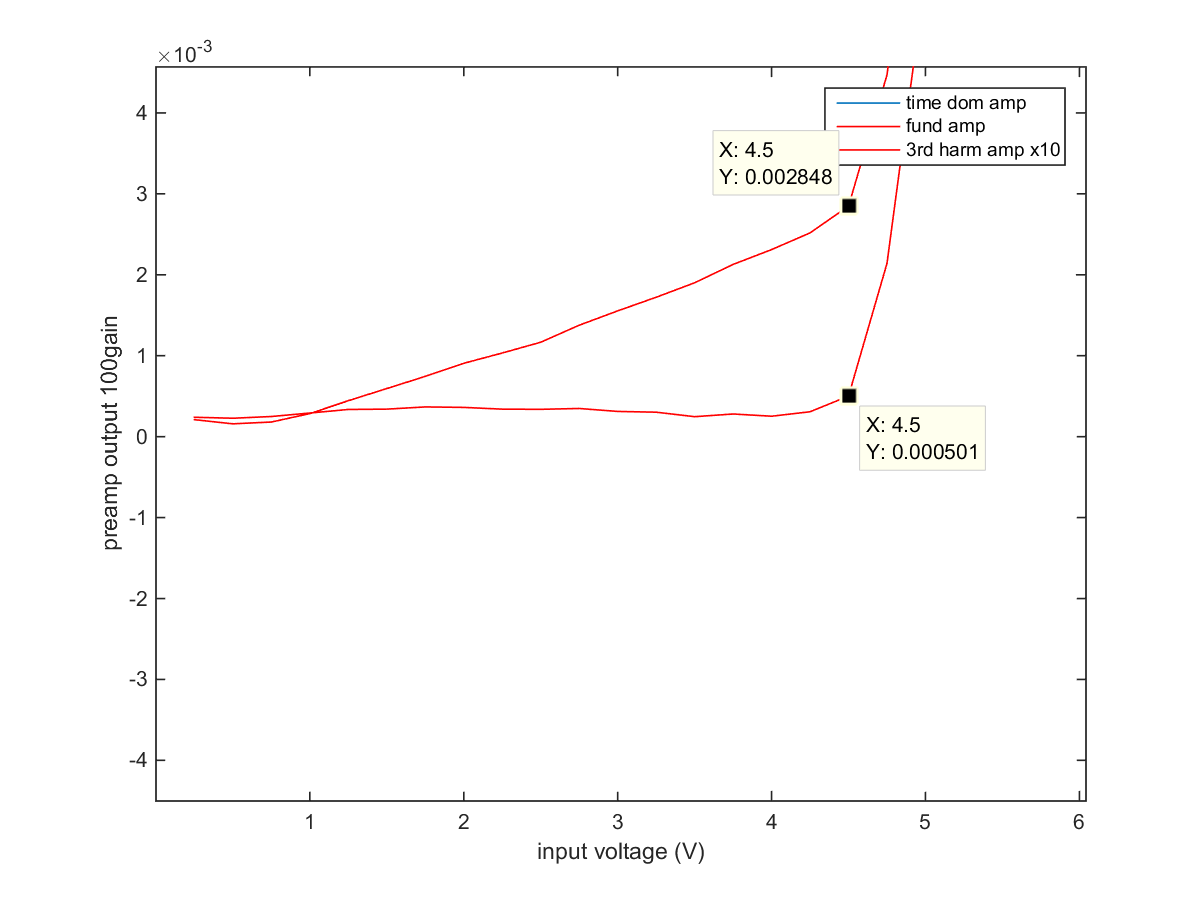 ×10-3
4
3
2
1
0
-1
-2
-3
-4
preamp output 100gain
1
2
3
4
5
6
input voltage (V)
time dom amp
fund amp
3rd harm amp x10
X: 4.5
Y: 0.002848
X: 4.5
Y: 0.000501